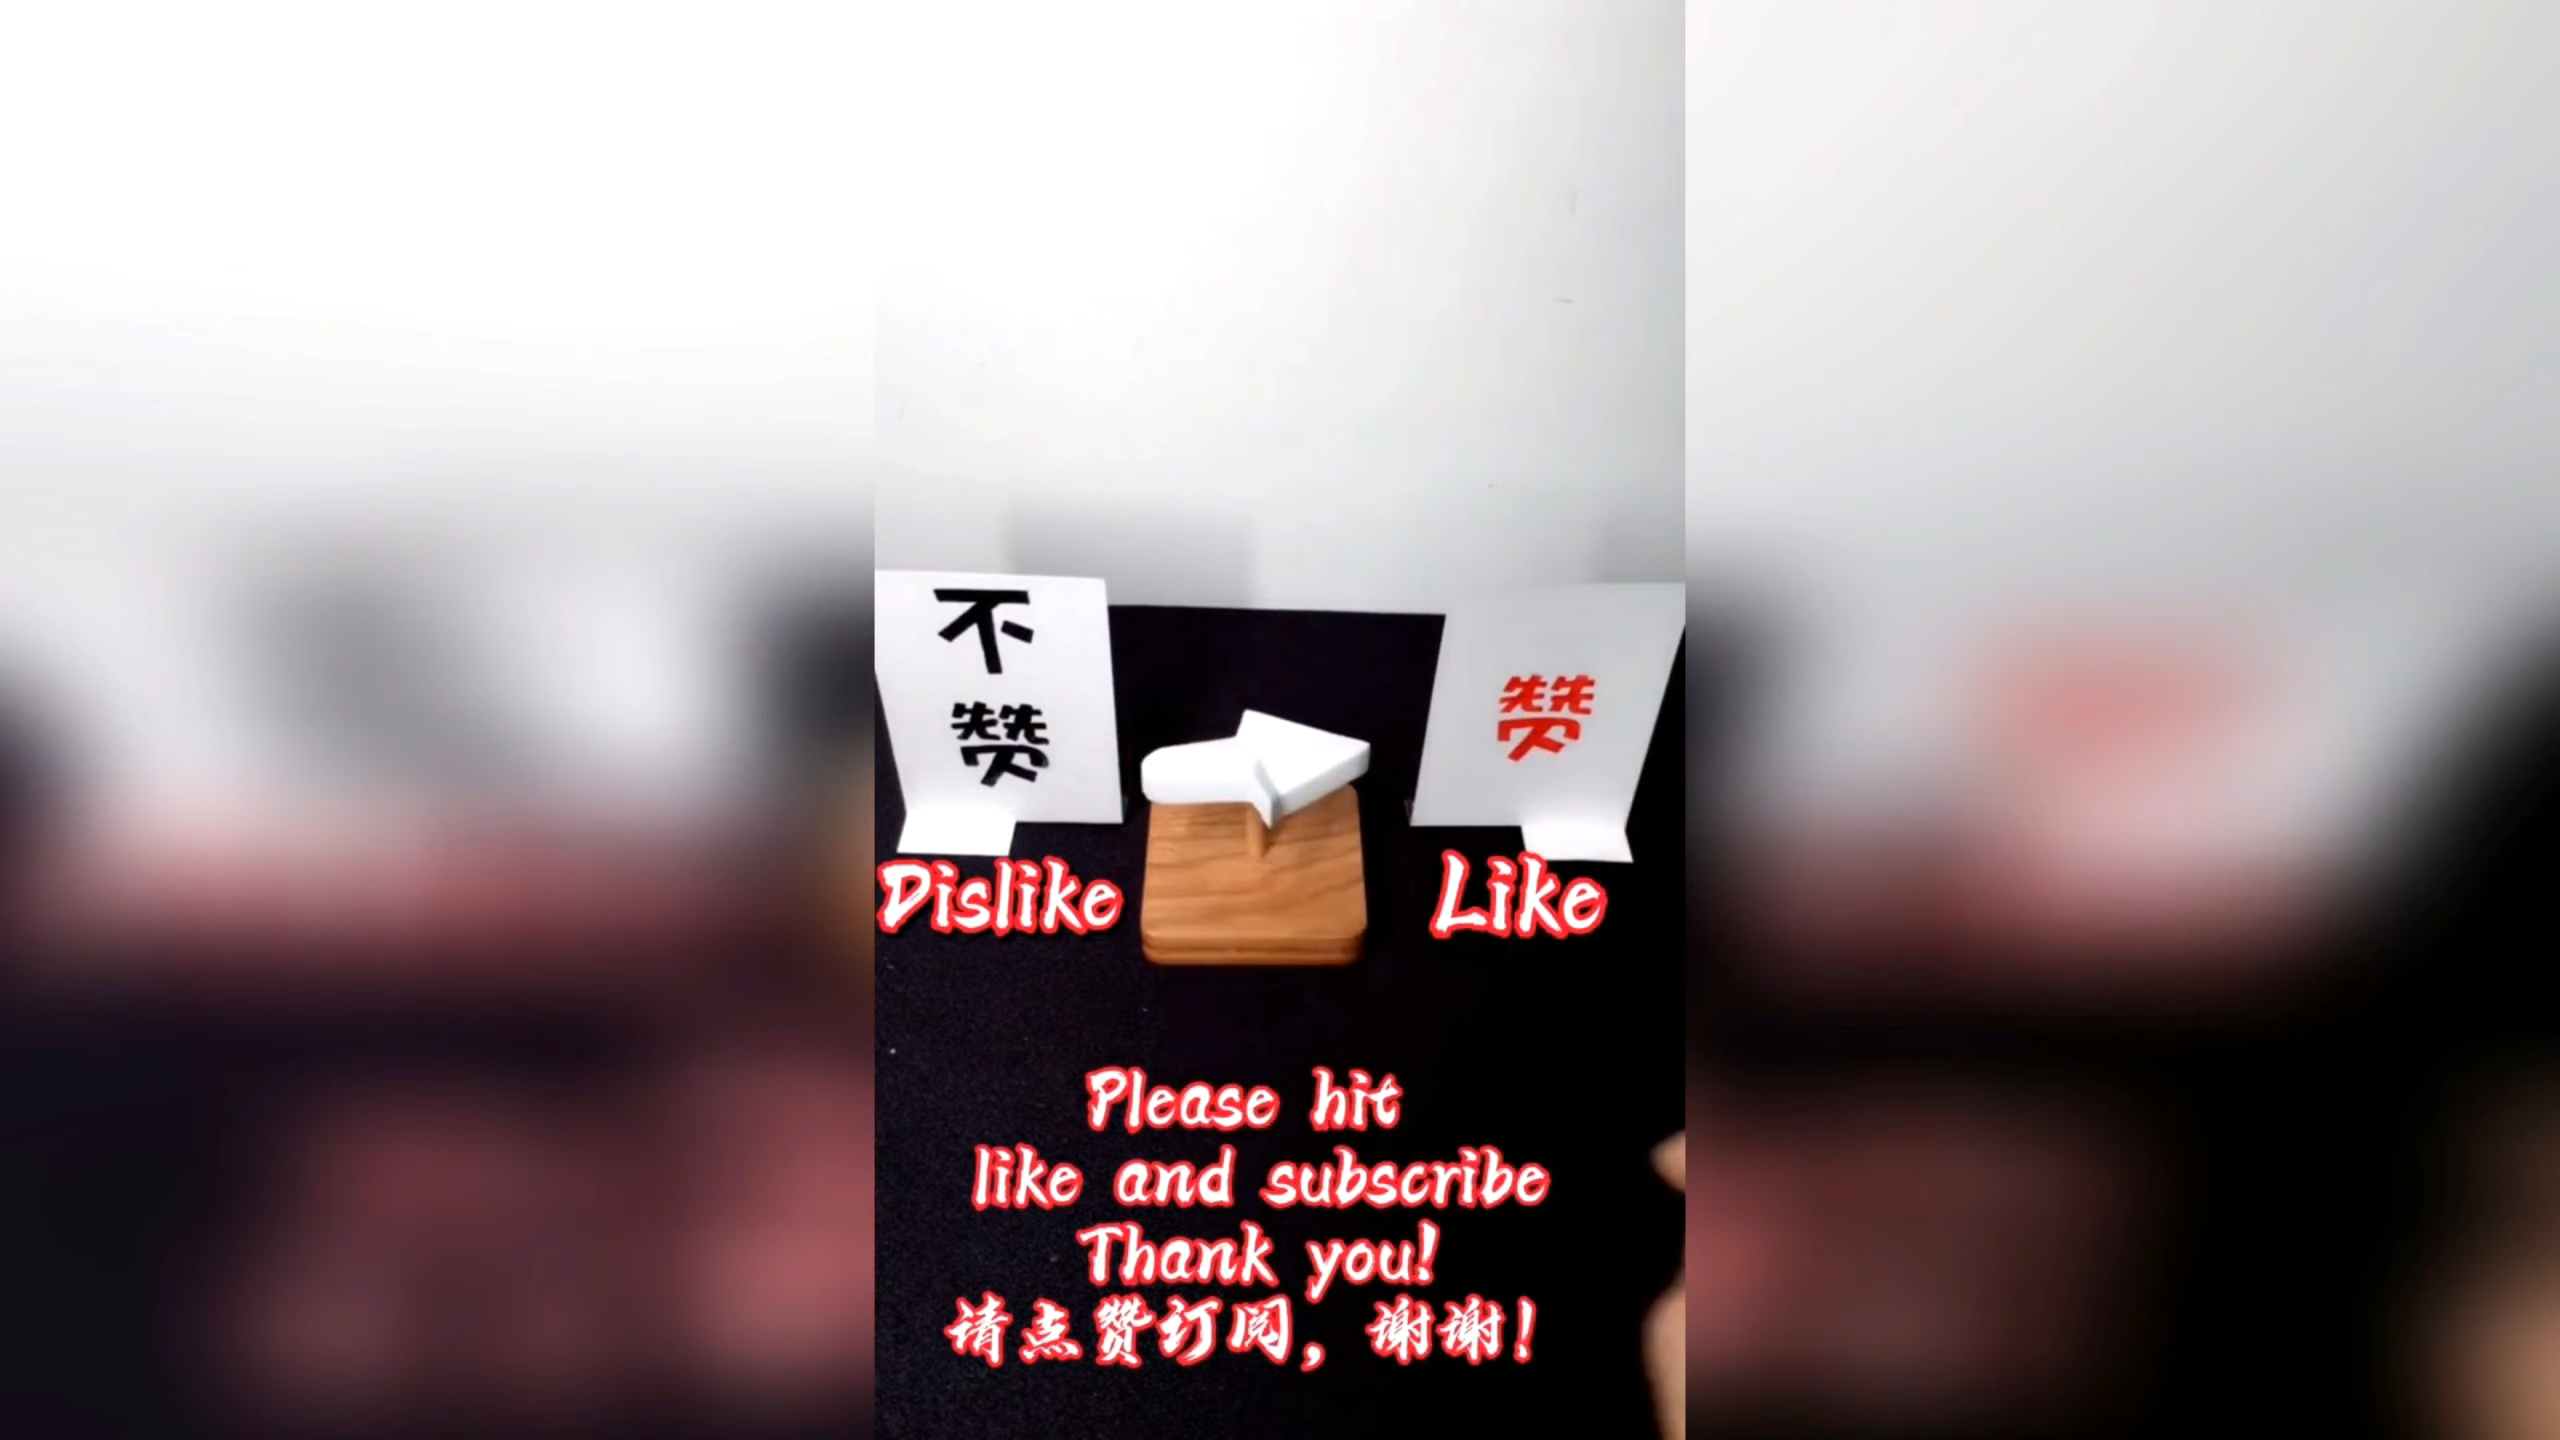 不
赞
赞
Dislike
Like
Please hit
like and subscribe
Thank you!
请点赞订阅，谢谢！